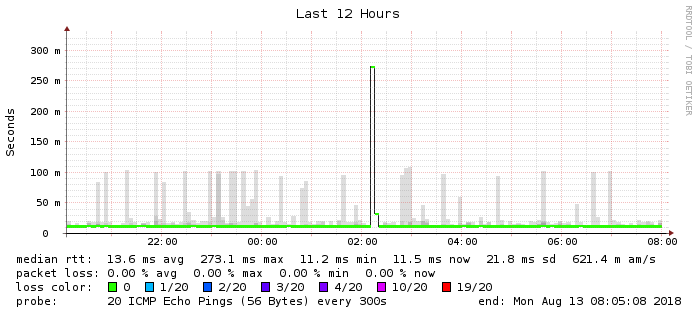 Last 12 Hours
RRDTOOL / TOBI OETIKER
Seconds
300 m
250 m
200 m
150 m
100 m
50 m
0
22:00 00:00 02:00 04:00 06:00 08:00
median rtt: 13.6 ms avg 273.1 ms max 11.2 ms min 11.5 ms now 21.8 ms sd 621.4 m am/s
packet loss: 0.00 % avg 0.00 % max 0.00 % min 0.00 % now
loss color: 0 1/20 2/20 3/20 4/20 10/20 19/20
probe: 20 ICMP Echo Pings (56 Bytes) every 300s end: Mon Aug 13 08:05:08 2018